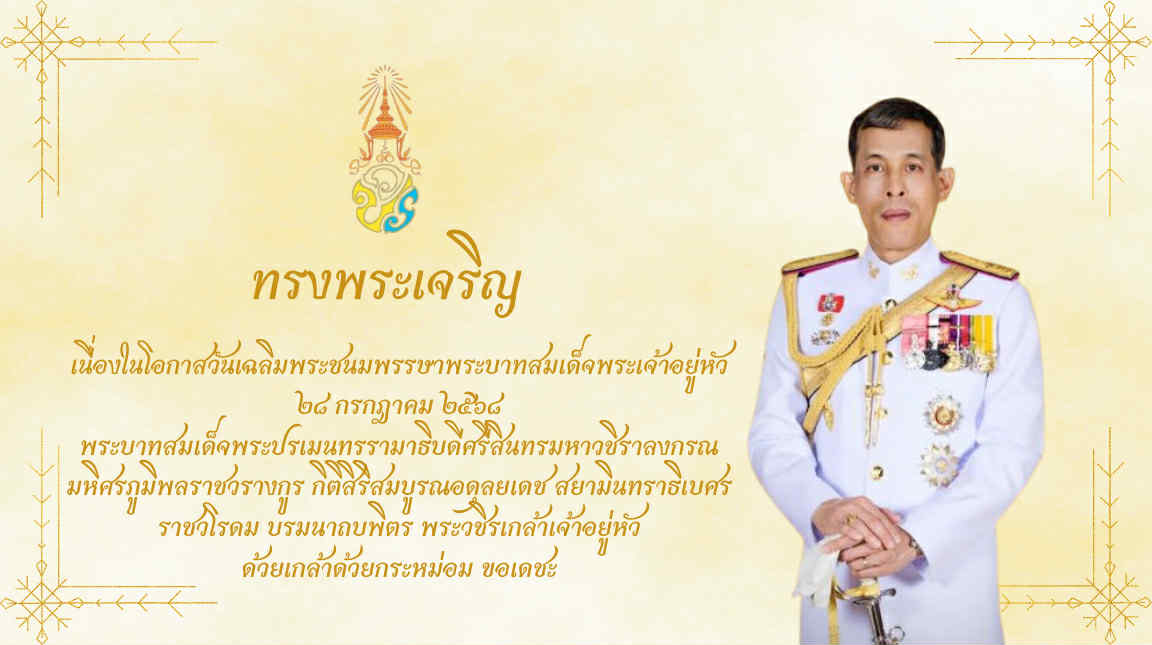 ทรงพระเจริญ
เนื่องในโอกาสวันเฉลิมพระชนมพรรษาพระบาทสมเด็จพระเจ้าอยู่หัว
๒๘ กรกฎาคม ๒๕๖๘
พระบาทสมเด็จพระปรเมนทรรามาธิบดีศรีสินทรมหาวชิราลงกรณ
มหิศรภูมิพลราชวรางกูร กิติสิริสมบูรณอดุลยเดช สยามินทราธิเบศร
ราชวโรดม บรมนาถบพิตร พระวชิรเกล้าเจ้าอยู่หัว
ด้วยเกล้าด้วยกระหม่อม ขอเดชะ